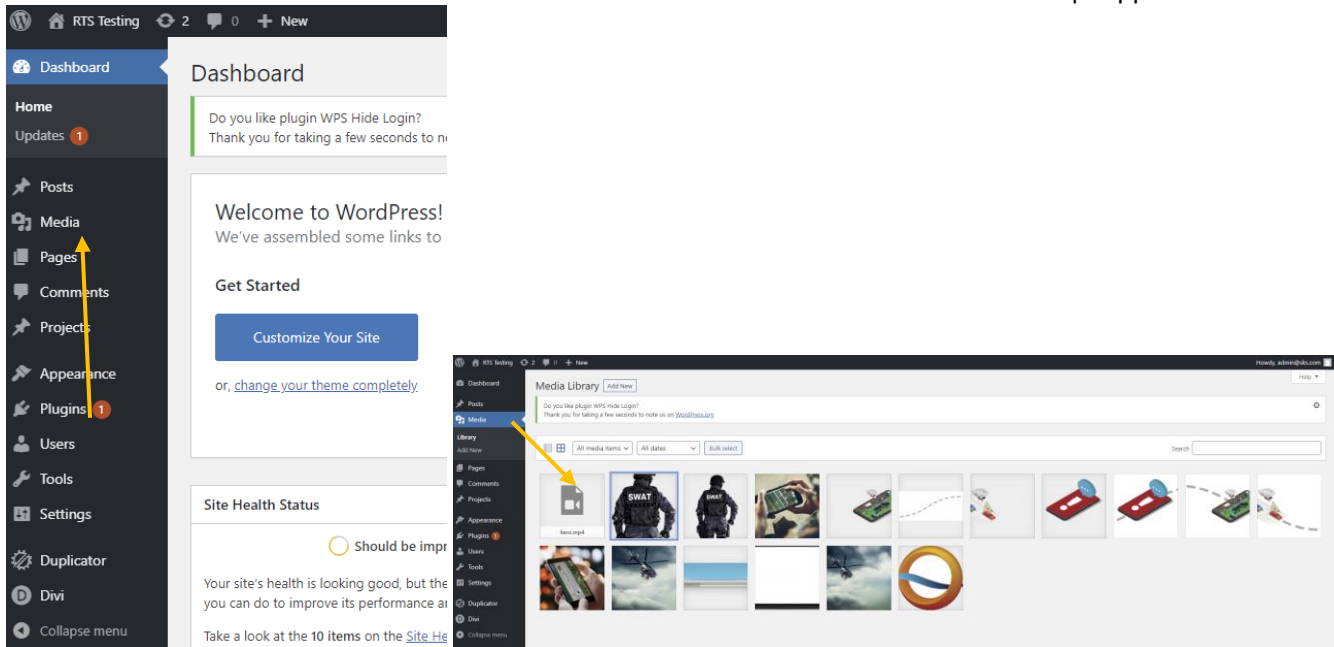 RTS Testing 2 0 + New
Dashboard
Home
Updates 1
Posts
Media
Pages
Comments
Projects
Appearance
Plugins 1
Users
Tools
Settings
Duplicator
Divi
Collapse menu
Dashboard
Do you like plugin WPS Hide Login?
Thank you for taking a few seconds to n
Welcome to WordPress!
We've assembled some links to
Get Started
Customize Your Site
or, change your theme completely
Site Health Status
Should be impr
Your site's health is looking good, but the
you can do to improve its performance a
Take a look at the 10 items on the Site He
RTS Testing 2 0 + New
Howdy, admin@sks.com
Dashboard
Posts
Media
Library
Add New
Pages
Comments
Projects
Appearance
Plugins 1
Users
Tools
Settings
Duplicator
Divi
Collapse menu
Help
Media Library Add New
Do you like plugin WPS Hide Login?
Thank you for taking a few seconds to note us on WordPress.org
All media items All dates Bulk select
Search
hero.mp4
SWAT
SWAT